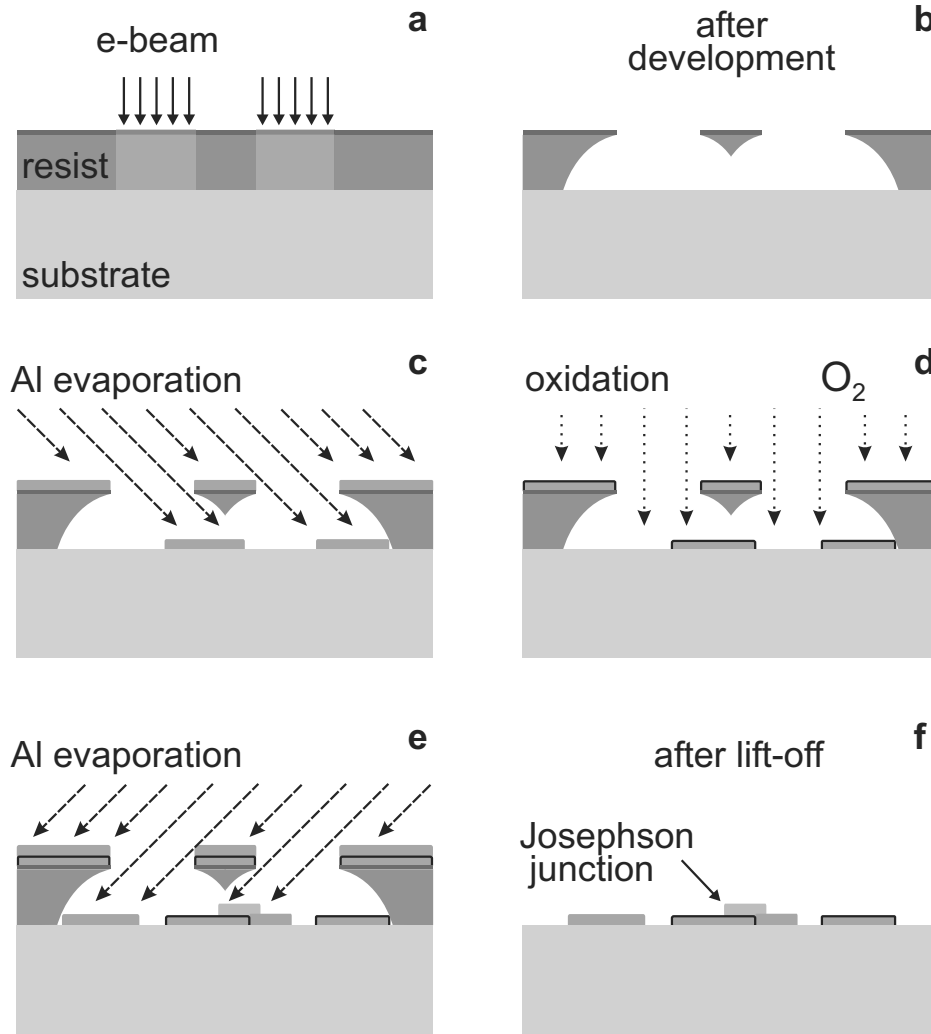 a
e-beam
resist
substrate
b
after
development
c
Al evaporation
d
oxidation
O₂
e
Al evaporation
f
after lift-off
Josephson
junction